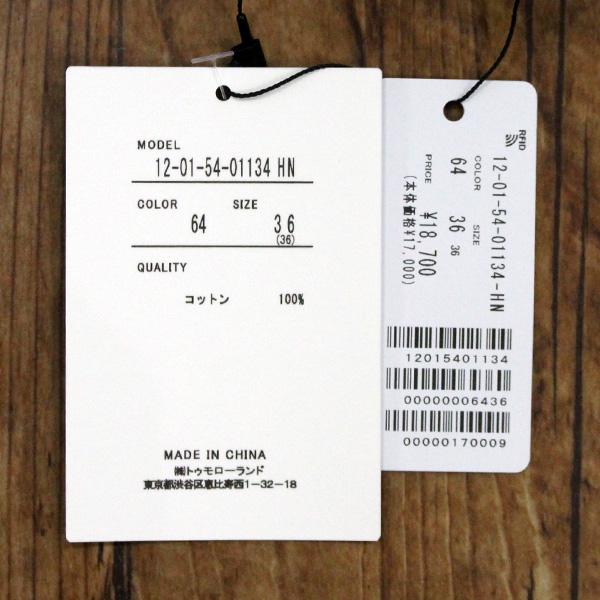 MODEL
12-01-54-01134 HN
COLOR SIZE
64 36
(36)
QUALITY
コットン 100%
MADE IN CHINA
㈱トゥモローランド
東京都渋谷区恵比寿西1-32-18
RFID
12-01-54-01134-HN
COLOR SIZE
64 36 36
PRICE
¥18,700
(本体価格¥17,000)
12015401134
00000006436
00000170009